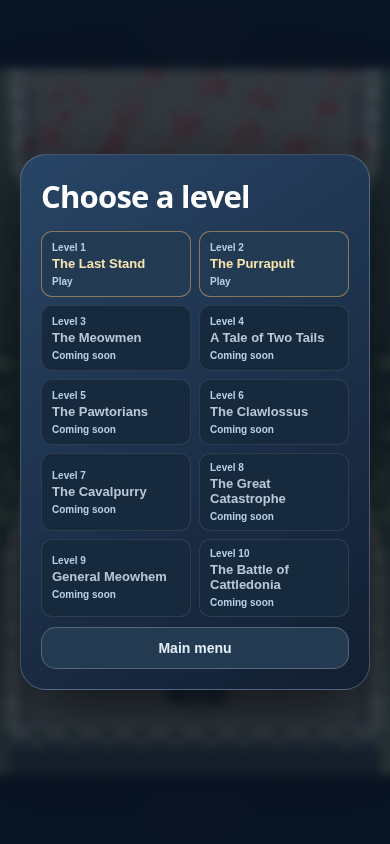 Choose a level
Level 1
The Last Stand
Play
Level 2
The Purrapult
Play
Level 3
The Meowmen
Coming soon
Level 4
A Tale of Two Tails
Coming soon
Level 5
The Pawtorians
Coming soon
Level 6
The Clawlossus
Coming soon
Level 7
The Cavalpurry
Coming soon
Level 8
The Great
Catastrophe
Coming soon
Level 9
General Meowhem
Coming soon
Level 10
The Battle of
Cattledonia
Coming soon
Main menu